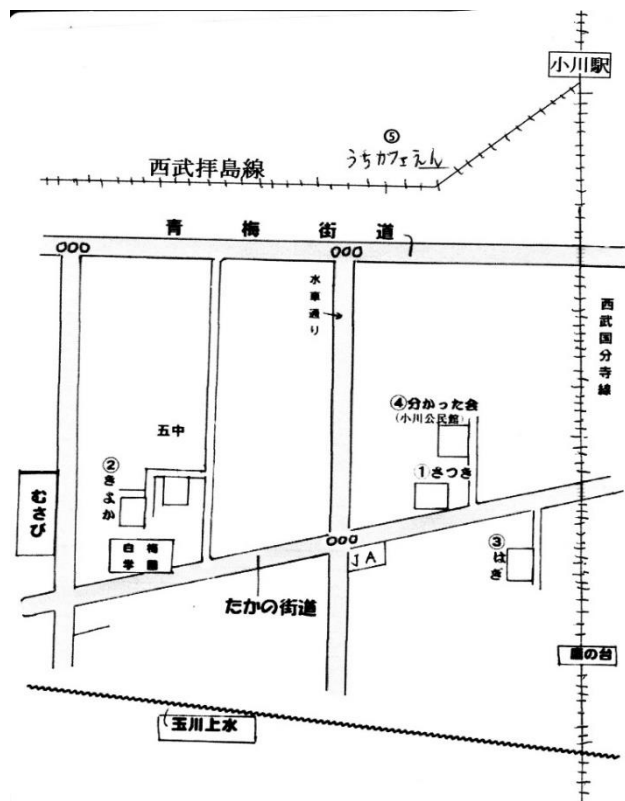 小川駅
⑤
うちカフェえん
西武拝島線
青梅街道
水車通り
西武国分寺線
④分かった会
(小川公民館)
五中
②きよか
①さつき
むさび
白梅
学園
JA
③はぎ
たかの街道
鷹の台
玉川上水